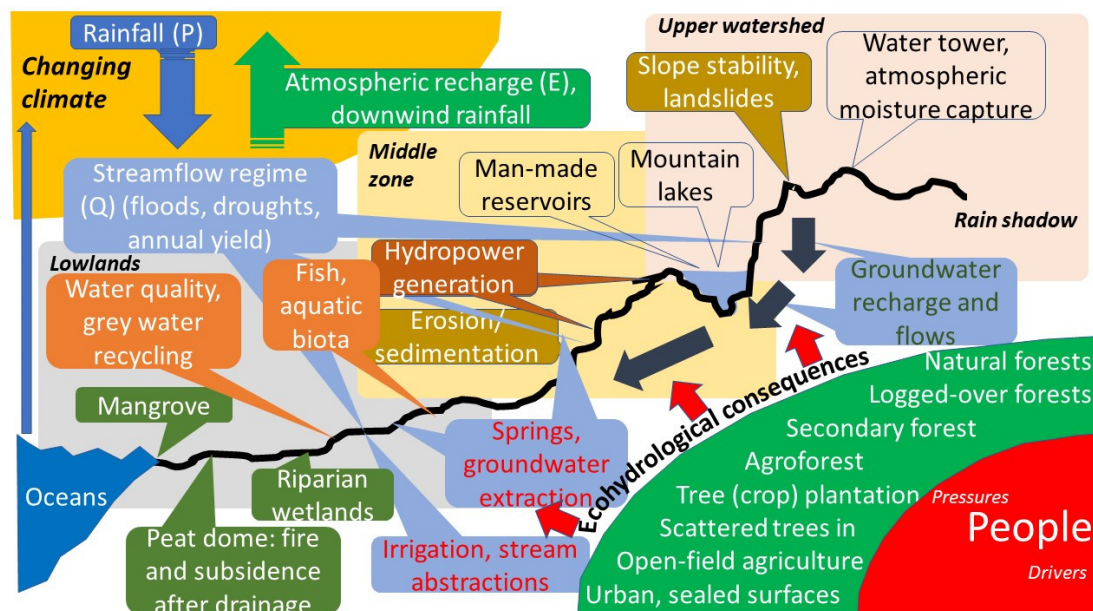 Rainfall (P)
Changing
climate
Atmospheric recharge (E),
downwind rainfall
Upper watershed
Slope stability,
landslides
Water tower,
atmospheric
moisture capture
Middle
zone
Man-made
reservoirs
Mountain
lakes
Rain shadow
Streamflow regime
(Q) (floods, droughts,
annual yield)
Lowlands
Water quality,
grey water
recycling
Fish,
aquatic
biota
Hydropower
generation
Erosion/
sedimentation
Groundwater
recharge and
flows
Mangrove
Oceans
Riparian
wetlands
Peat dome: fire
and subsidence
after drainage
Springs,
groundwater
extraction
Irrigation, stream
abstractions
Ecohydrological consequences
Natural forests
Logged-over forests
Secondary forest
Agroforest
Tree (crop) plantation
Scattered trees in
Open-field agriculture
Urban, sealed surfaces
Pressures
People
Drivers